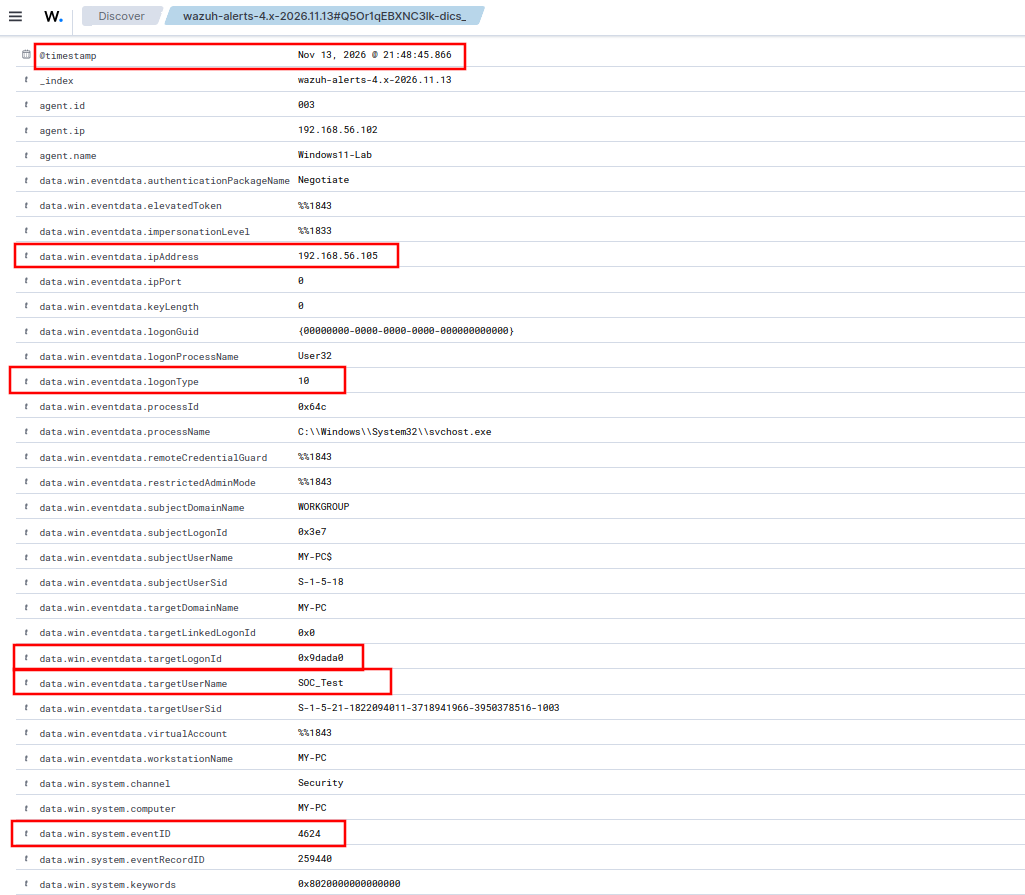 W.
Discover
wazuh-alerts-4.x-2026.11.13#Q5Or1qEBXNC3lk-dics_
@timestamp Nov 13, 2026 @ 21:48:45.866
t _index wazuh-alerts-4.x-2026.11.13
t agent.id 003
t agent.ip 192.168.56.102
t agent.name Windows11-Lab
t data.win.eventdata.authenticationPackageName Negotiate
t data.win.eventdata.elevatedToken %%1843
t data.win.eventdata.impersonationLevel %%1833
t data.win.eventdata.ipAddress 192.168.56.105
t data.win.eventdata.ipPort 0
t data.win.eventdata.keyLength 0
t data.win.eventdata.logonGuid {00000000-0000-0000-0000-000000000000}
t data.win.eventdata.logonProcessName User32
t data.win.eventdata.logonType 10
t data.win.eventdata.processId 0x64c
t data.win.eventdata.processName C:\\Windows\\System32\\svchost.exe
t data.win.eventdata.remoteCredentialGuard %%1843
t data.win.eventdata.restrictedAdminMode %%1843
t data.win.eventdata.subjectDomainName WORKGROUP
t data.win.eventdata.subjectLogonId 0x3e7
t data.win.eventdata.subjectUserName MY-PC$
t data.win.eventdata.subjectUserSid S-1-5-18
t data.win.eventdata.targetDomainName MY-PC
t data.win.eventdata.targetLinkedLogonId 0x0
t data.win.eventdata.targetLogonId 0x9dada0
t data.win.eventdata.targetUserName SOC_Test
t data.win.eventdata.targetUserSid S-1-5-21-1822094011-3718941966-3950378516-1003
t data.win.eventdata.virtualAccount %%1843
t data.win.eventdata.workstationName MY-PC
t data.win.system.channel Security
t data.win.system.computer MY-PC
t data.win.system.eventID 4624
t data.win.system.eventRecordID 259440
t data.win.system.keywords 0x8020000000000000